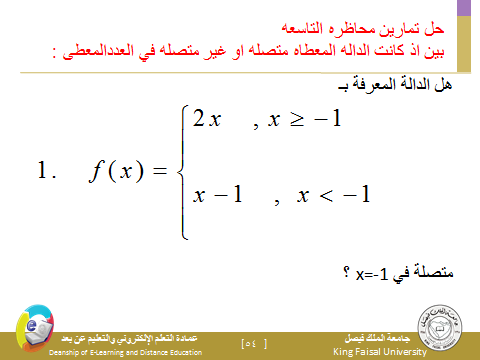 حل تمارين محاظره التاسعه
بين اذ كانت الداله المعطاه متصله او غير متصله في العددالمعطى :
هل الدالة المعرفة بـ
1. f(x) = { 2x , x ≥ −1
x − 1 , x < −1
متصلة في x=-1 ؟
جامعة الملك فيصل
King Faisal University
[٥٤ ]
عمادة التعلم الإلكتروني والتعليم عن بعد
Deanship of E-Learning and Distance Education